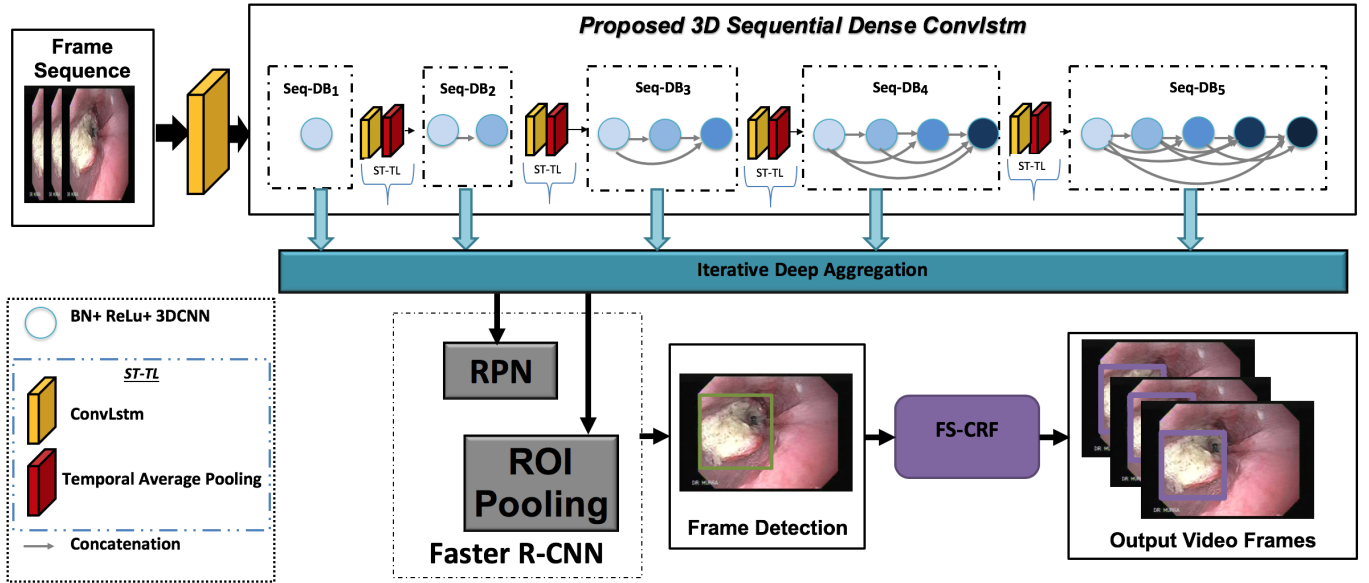 Proposed 3D Sequential Dense Convlstm
Frame
Sequence
Seq-DB1
Seq-DB2
Seq-DB3
Seq-DB4
Seq-DB5
ST-TL
ST-TL
ST-TL
ST-TL
Iterative Deep Aggregation
BN+ ReLu+ 3DCNN
ST-TL
ConvLstm
Temporal Average Pooling
Concatenation
RPN
ROI
Pooling
Faster R-CNN
DR. MURRA
Frame Detection
FS-CRF
DR. MURRA
Output Video Frames